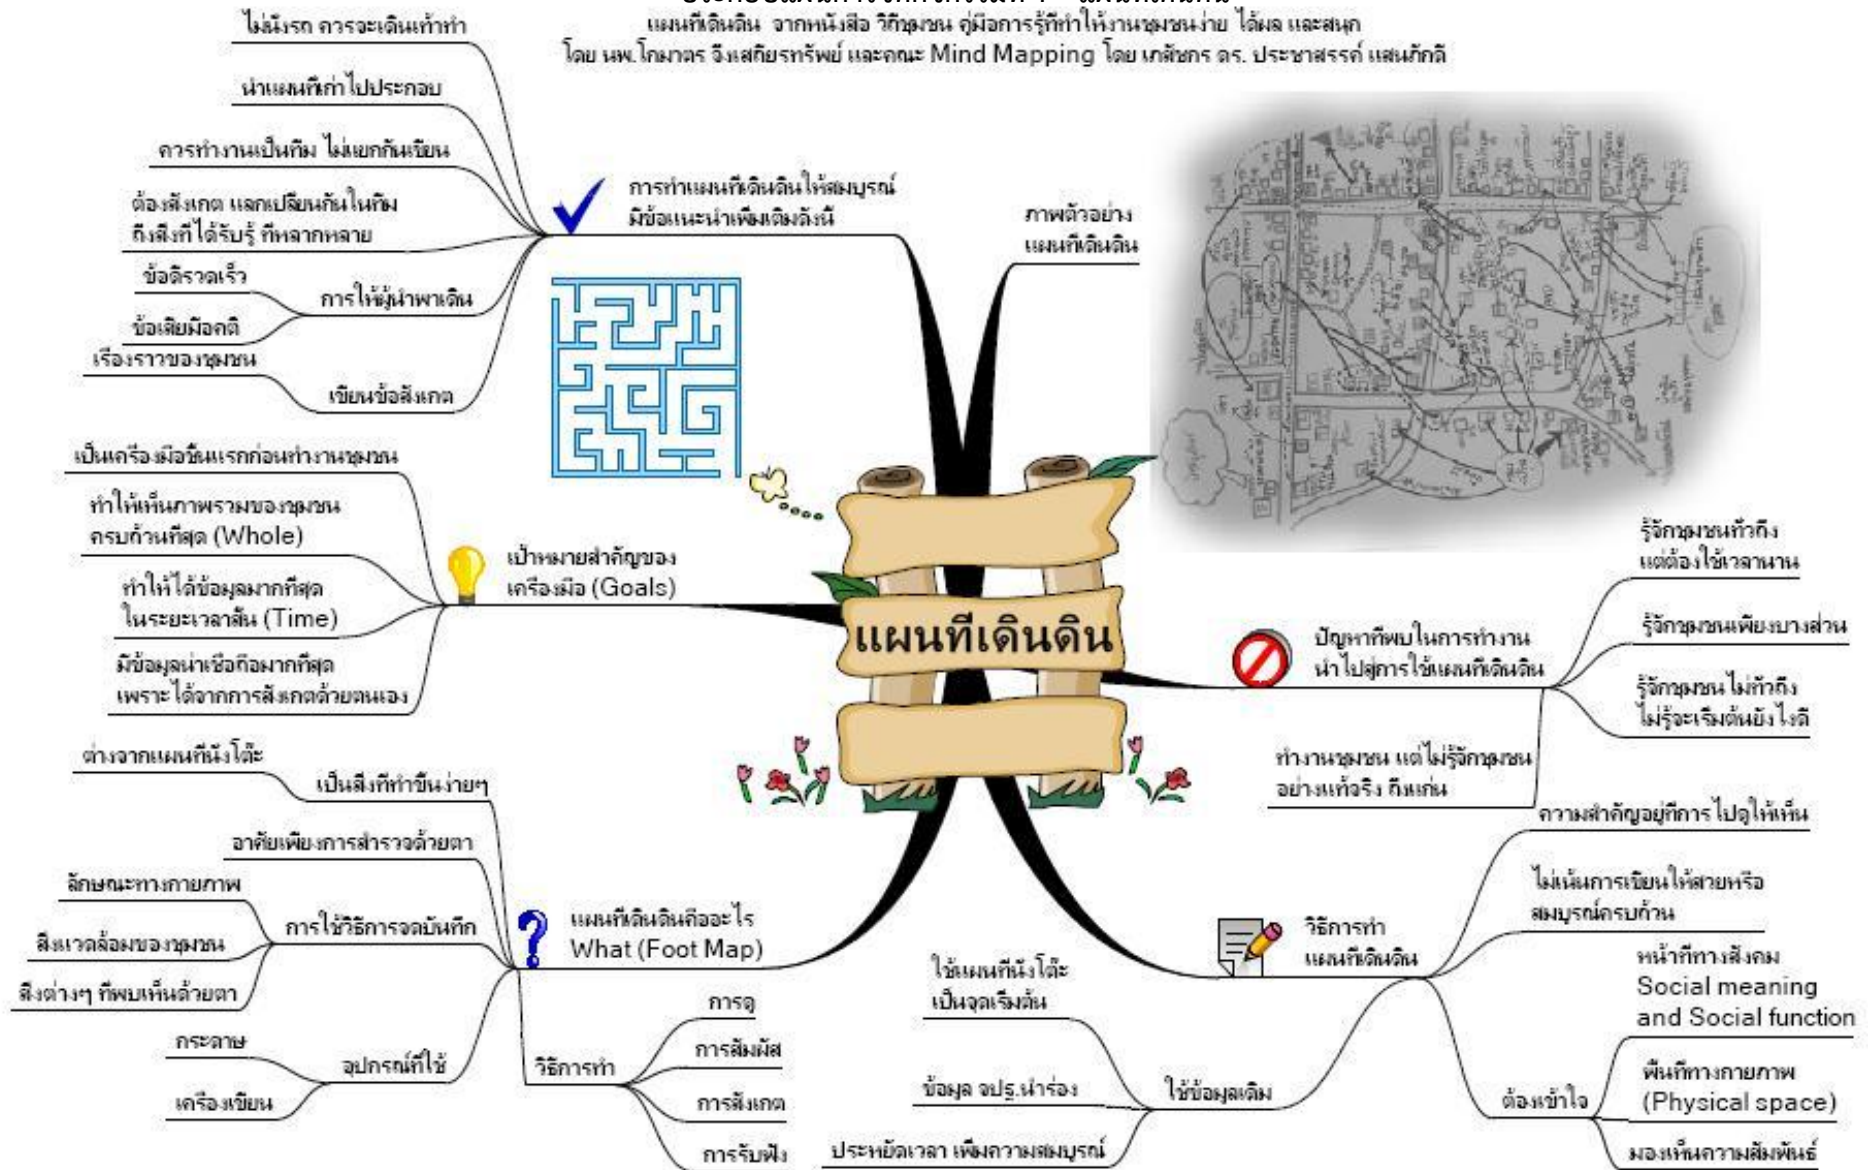 แผนที่เดินดิน จากหนังสือ วิถีชุมชน คู่มือการรู้ที่ทำให้งานชุมชนง่าย ได้ผล และสนุก
โดย นพ.โกมาตร จึงเสถียรทรัพย์ และคณะ Mind Mapping โดย เภสัชกร ดร. ประชาสรรค์ แสนภักดี
ไม่นั่งรถ ควรจะเดินเท้าทำ
นำแผนที่เก่าไปประกอบ
ควรทำงานเป็นทีม ไม่แยกกันเขียน
ต้องสังเกต แลกเปลี่ยนกันในทีม
ถึงสิ่งที่ได้รับรู้ ที่หลากหลาย
ข้อดีรวดเร็ว
ข้อเสียมีอคติ
การให้ผู้นำพาเดิน
เรื่องราวของชุมชน
เขียนข้อสังเกต
การทำแผนที่เดินดินให้สมบูรณ์
มีข้อแนะนำเพิ่มเติมดังนี้
ภาพตัวอย่าง
แผนที่เดินดิน
เป็นเครื่องมือชิ้นแรกก่อนทำงานชุมชน
ทำให้เห็นภาพรวมของชุมชน
ครบถ้วนที่สุด (Whole)
ทำให้ได้ข้อมูลมากที่สุด
ในระยะเวลาสั้น (Time)
มีข้อมูลน่าเชื่อถือมากที่สุด
เพราะได้จากการสังเกตด้วยตนเอง
เป้าหมายสำคัญของ
เครื่องมือ (Goals)
แผนที่เดินดิน
ปัญหาที่พบในการทำงาน
นำไปสู่การใช้แผนที่เดินดิน
รู้จักชุมชนทั่วถึง
แต่ต้องใช้เวลานาน
รู้จักชุมชนเพียงบางส่วน
รู้จักชุมชน ไม่ทั่วถึง
ไม่รู้จะเริ่มต้นยังไงดี
ทำงานชุมชน แต่ไม่รู้จักชุมชน
อย่างแท้จริง ถึงแก่น
ต่างจากแผนที่นั่งโต๊ะ
เป็นสิ่งที่ทำขึ้นง่ายๆ
อาศัยเพียงการสำรวจด้วยตา
ลักษณะทางกายภาพ
สิ่งแวดล้อมของชุมชน
สิ่งต่างๆ ที่พบเห็นด้วยตา
การใช้วิธีการจดบันทึก
กระดาษ
เครื่องเขียน
อุปกรณ์ที่ใช้
แผนที่เดินดินคืออะไร
What (Foot Map)
วิธีการทำ
การดู
การสัมผัส
การสังเกต
การรับฟัง
วิธีการทำ
แผนที่เดินดิน
ความสำคัญอยู่ที่การไปดูให้เห็น
ไม่เน้นการเขียนให้สวยหรือ
สมบูรณ์ครบถ้วน
ใช้แผนที่นั่งโต๊ะ
เป็นจุดเริ่มต้น
ข้อมูล จปฐ.นำร่อง
ประหยัดเวลา เพิ่มความสมบูรณ์
ใช้ข้อมูลเดิม
ต้องเข้าใจ
หน้าที่ทางสังคม
Social meaning
and Social function
พื้นที่ทางกายภาพ
(Physical space)
มองเห็นความสัมพันธ์